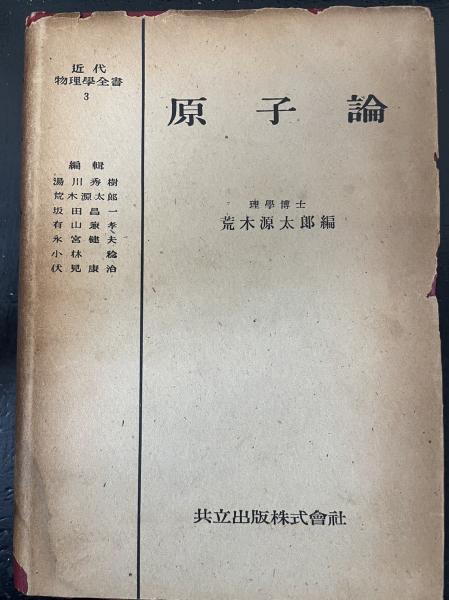 近代
物理學全書
3
編輯
湯川秀樹
荒木源太郎
坂田昌一
有山兼孝
永宮健夫
小林稔
伏見康治
原子論
理學博士
荒木源太郎編
共立出版株式會社